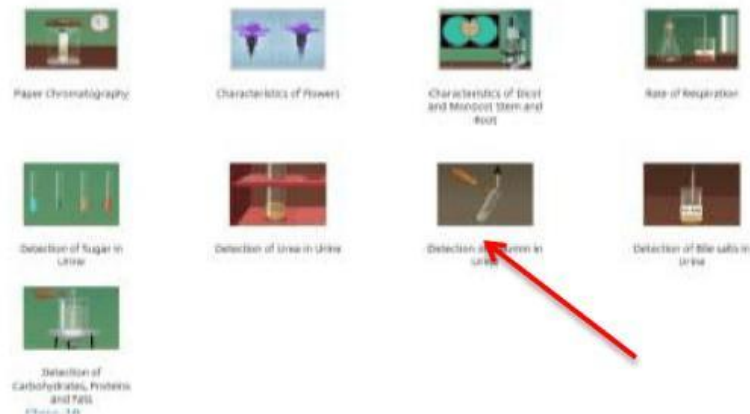 Paper Chromatography
Characteristics of Flowers
Characteristics of Dicot
and Monocot Stem and
Root
Rate of Respiration
Detection of Sugar in
Urine
Detection of Urea in Urine
Detection of in
Detection of Bile salts in
Urine
Detection of
Carbohydrates, Proteins
and Fats